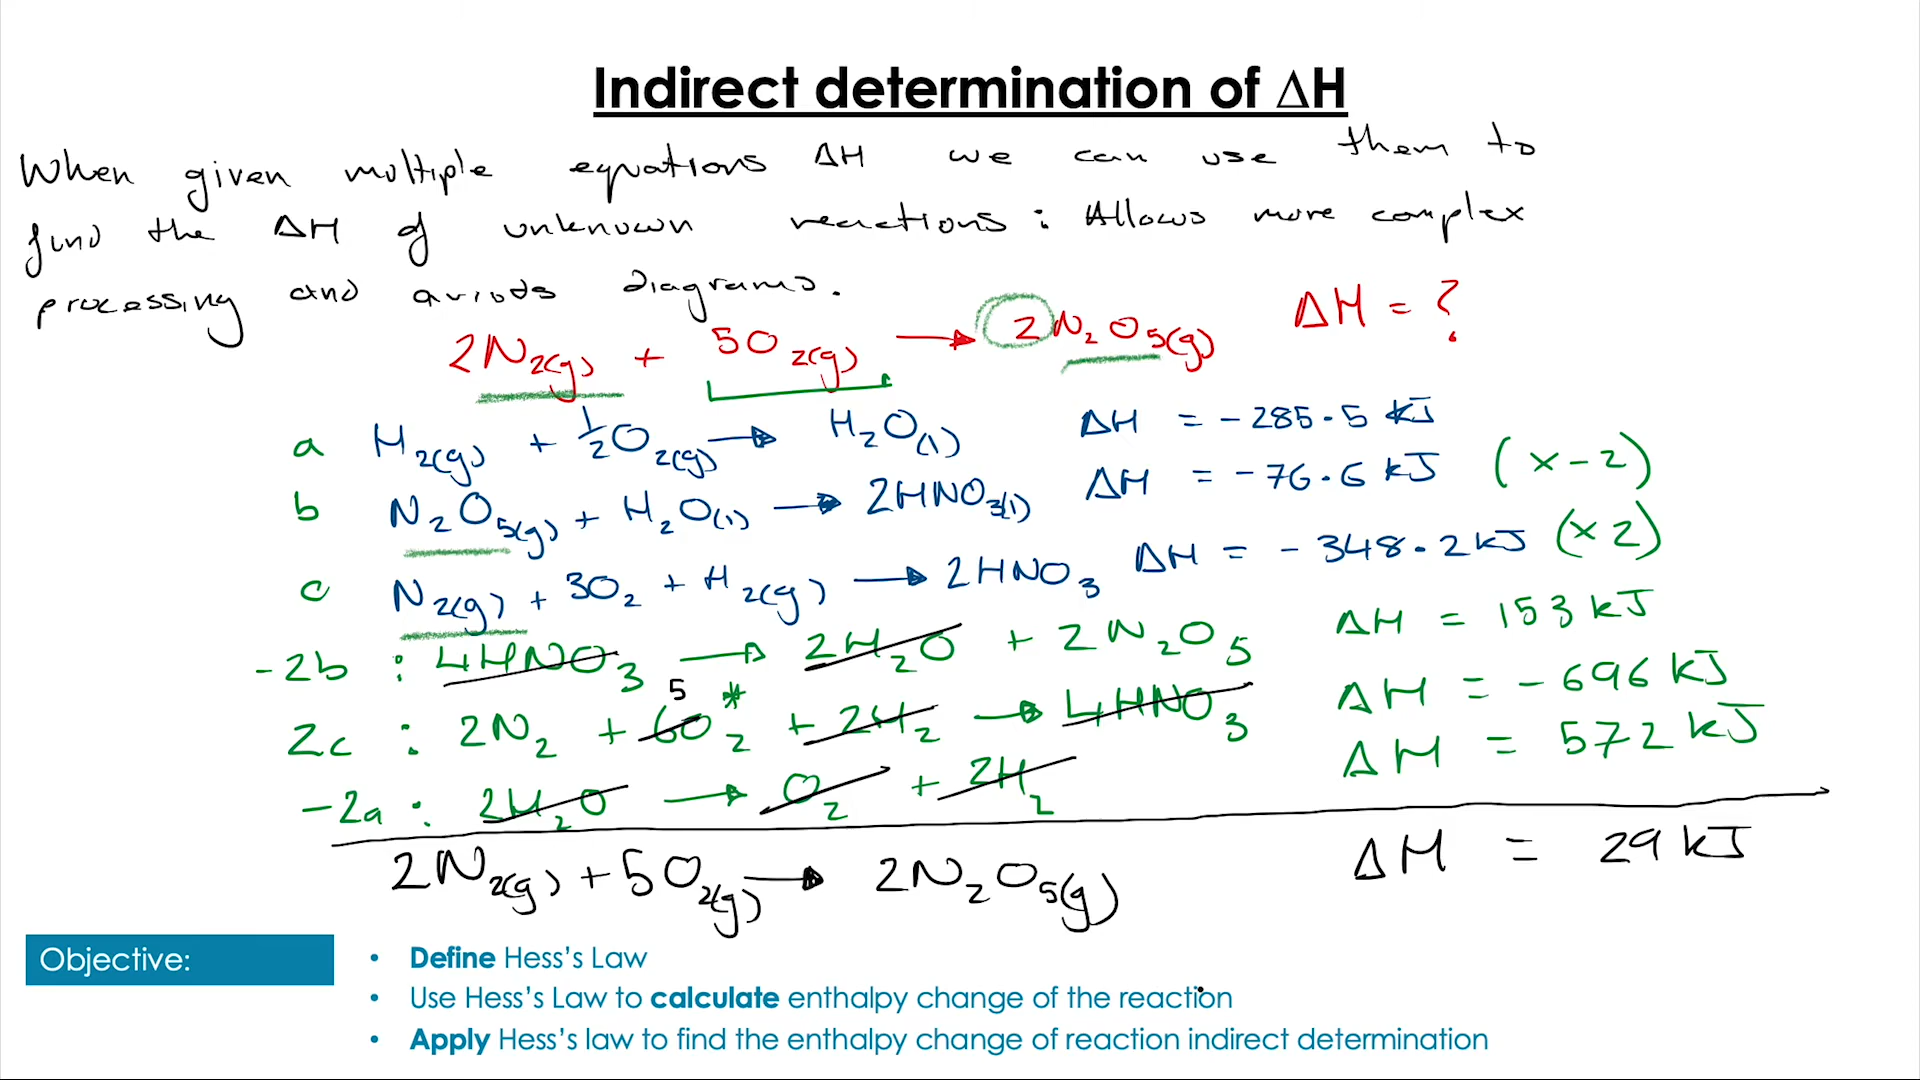 Indirect determination of ∆H
When given multiple equations ΔH we can use them to
find the ΔH of unknown reactions : Allows more complex
processing and aviods diagrams.
2N₂(g) + 5O₂(g) → 2N₂O₅(g) ΔH = ?
a H₂(g) + ½O₂(g) → H₂O(l) ΔH = -285.5 kJ
b N₂O₅(g) + H₂O(l) → 2HNO₃(l) ΔH = -76.6 kJ (x-2)
c N₂(g) + 3O₂ + H₂(g) → 2HNO₃ ΔH = -348.2 kJ (x2)
-2b : 4HNO₃ → 2H₂O + 2N₂O₅ ΔH = 153 kJ
5 *
2c : 2N₂ + 6O₂ + 2H₂ → 4HNO₃ ΔH = -696 kJ
-2a : 2H₂O → O₂ + 2H₂ ΔH = 572 kJ
2N₂(g) + 5O₂(g) → 2N₂O₅(g) ΔH = 29 kJ
Objective:
• Define Hess's Law
• Use Hess's Law to calculate enthalpy change of the reaction
• Apply Hess's law to find the enthalpy change of reaction indirect determination